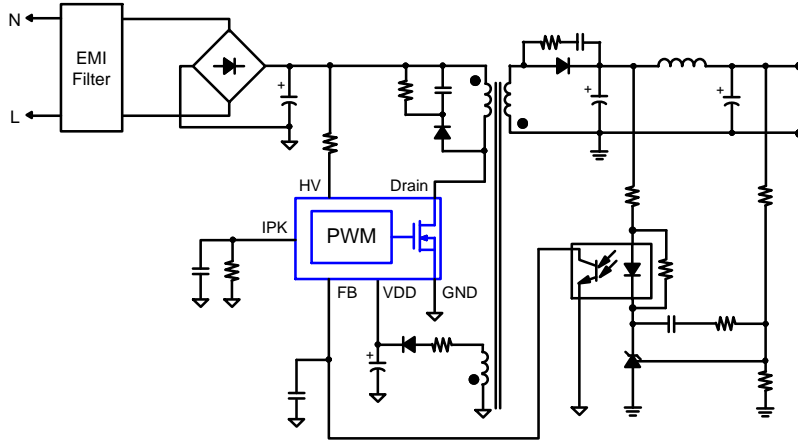 N
EMI
Filter
L
+
+
+
HV
Drain
IPK
PWM
FB
VDD
GND
+